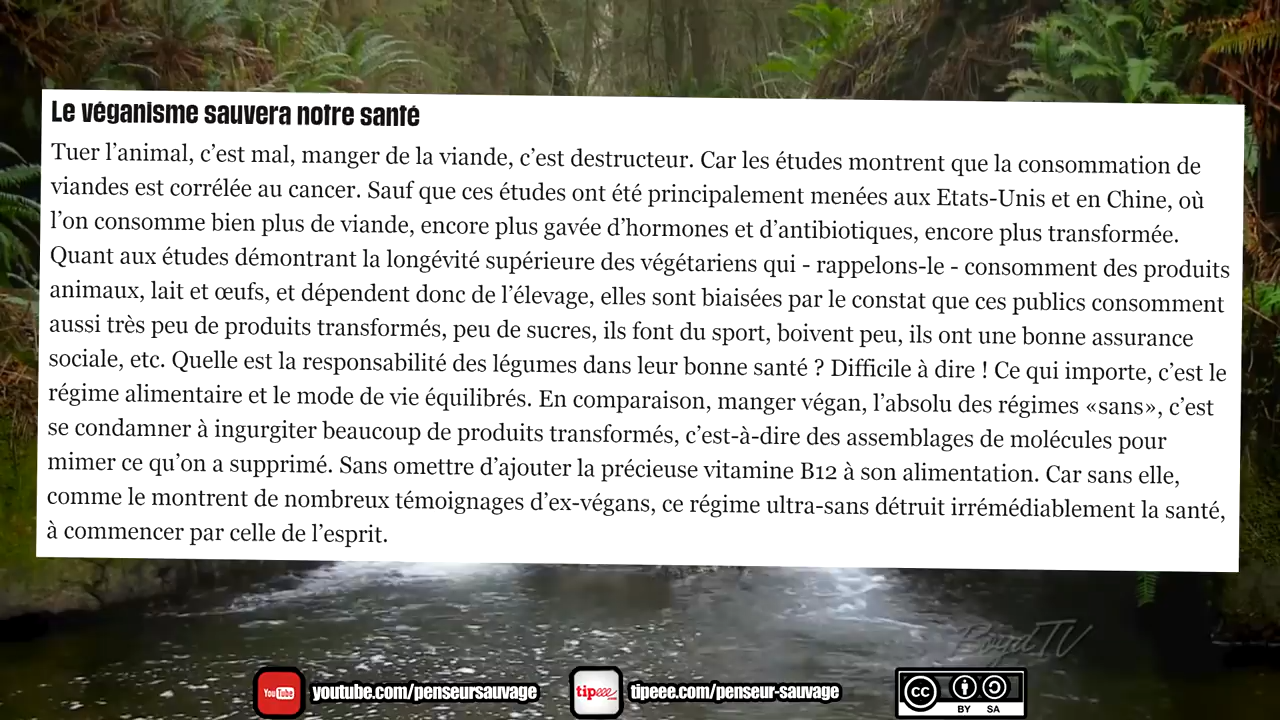 Le véganisme sauvera notre santé
Tuer l’animal, c’est mal, manger de la viande, c’est destructeur. Car les études montrent que la consommation de
viandes est corrélée au cancer. Sauf que ces études ont été principalement menées aux Etats-Unis et en Chine, où
l’on consomme bien plus de viande, encore plus gavée d’hormones et d’antibiotiques, encore plus transformée.
Quant aux études démontrant la longévité supérieure des végétariens qui - rappelons-le - consomment des produits
animaux, lait et œufs, et dépendent donc de l’élevage, elles sont biaisées par le constat que ces publics consomment
aussi très peu de produits transformés, peu de sucres, ils font du sport, boivent peu, ils ont une bonne assurance
sociale, etc. Quelle est la responsabilité des légumes dans leur bonne santé ? Difficile à dire ! Ce qui importe, c’est le
régime alimentaire et le mode de vie équilibrés. En comparaison, manger végan, l’absolu des régimes «sans», c’est
se condamner à ingurgiter beaucoup de produits transformés, c’est-à-dire des assemblages de molécules pour
mimer ce qu’on a supprimé. Sans omettre d’ajouter la précieuse vitamine B12 à son alimentation. Car sans elle,
comme le montrent de nombreux témoignages d’ex-végans, ce régime ultra-sans détruit irrémédiablement la santé,
à commencer par celle de l’esprit.
BoydTV
YouTube youtube.com/penseursauvage tipeee tipeee.com/penseur-sauvage cc BY SA